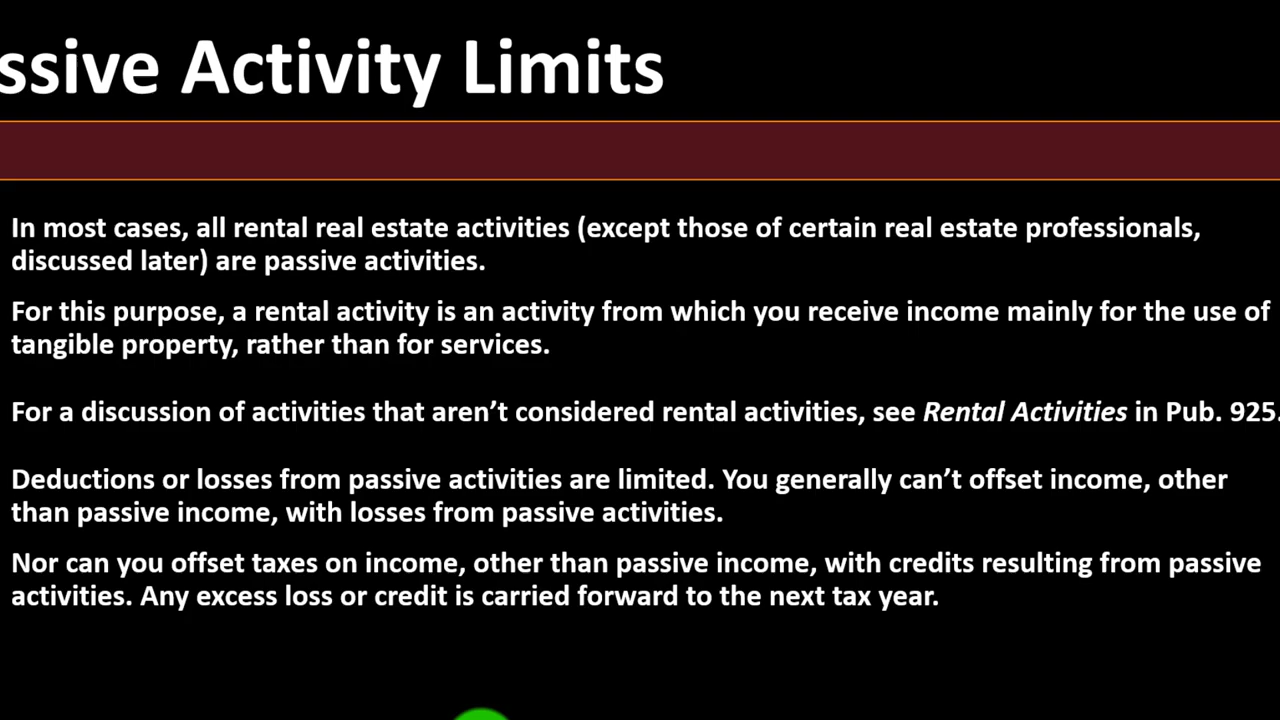 ssive Activity Limits
In most cases, all rental real estate activities (except those of certain real estate professionals,
discussed later) are passive activities.
For this purpose, a rental activity is an activity from which you receive income mainly for the use of
tangible property, rather than for services.
For a discussion of activities that aren’t considered rental activities, see Rental Activities in Pub. 925.
Deductions or losses from passive activities are limited. You generally can’t offset income, other
than passive income, with losses from passive activities.
Nor can you offset taxes on income, other than passive income, with credits resulting from passive
activities. Any excess loss or credit is carried forward to the next tax year.